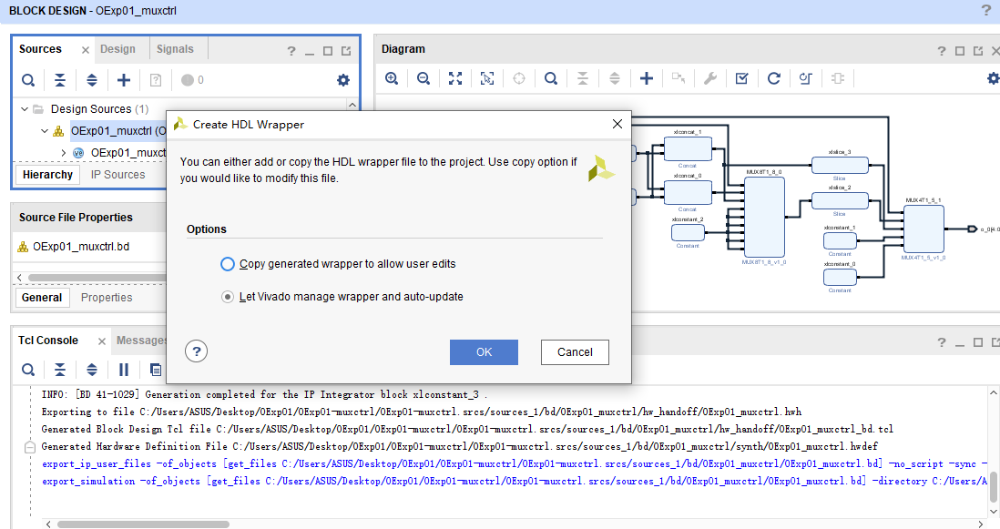 BLOCK DESIGN - OExp01_muxctrl
?
Sources
Design
Signals
?
0
Design Sources (1)
OExp01_muxctrl (O
OExp01_muxct
Hierarchy
IP Sources
Source File Properties
OExp01_muxctrl.bd
General
Properties
Diagram
?
xlconcat_1
Concat
xlconcat_0
Concat
xlconstant_2
Constant
MUX8T1_8_0
MUX8T1_8_v1_0
xlslice_3
Slice
xlslice_2
Slice
xlconstant_1
Constant
xlconstant_0
Constant
MUX4T1_5_1
MUX4T1_5_v1_0
o_0[4:0
Create HDL Wrapper
You can either add or copy the HDL wrapper file to the project. Use copy option if
you would like to modify this file.
Options
Copy generated wrapper to allow user edits
Let Vivado manage wrapper and auto-update
?
OK
Cancel
Tcl Console
Messages
?
INFO: [BD 41-1029] Generation completed for the IP Integrator block xlconstant_3 .
Exporting to file C:/Users/ASUS/Desktop/OExp01/OExp01-muxctrl/OExp01-muxctrl.srcs/sources_1/bd/OExp01_muxctrl/hw_handoff/OExp01_muxctrl.hwh
Generated Block Design Tcl file C:/Users/ASUS/Desktop/OExp01/OExp01-muxctrl/OExp01-muxctrl.srcs/sources_1/bd/OExp01_muxctrl/hw_handoff/OExp01_muxctrl_bd.tcl
Generated Hardware Definition File C:/Users/ASUS/Desktop/OExp01/OExp01-muxctrl/OExp01-muxctrl.srcs/sources_1/bd/OExp01_muxctrl/synth/OExp01_muxctrl.hwdef
export_ip_user_files -of_objects [get_files C:/Users/ASUS/Desktop/OExp01/OExp01-muxctrl/OExp01-muxctrl.srcs/sources_1/bd/OExp01_muxctrl/OExp01_muxctrl.bd] -no_script -sync -
export_simulation -of_objects [get_files C:/Users/ASUS/Desktop/OExp01/OExp01-muxctrl/OExp01-muxctrl.srcs/sources_1/bd/OExp01_muxctrl/OExp01_muxctrl.bd] -directory C:/Users/A